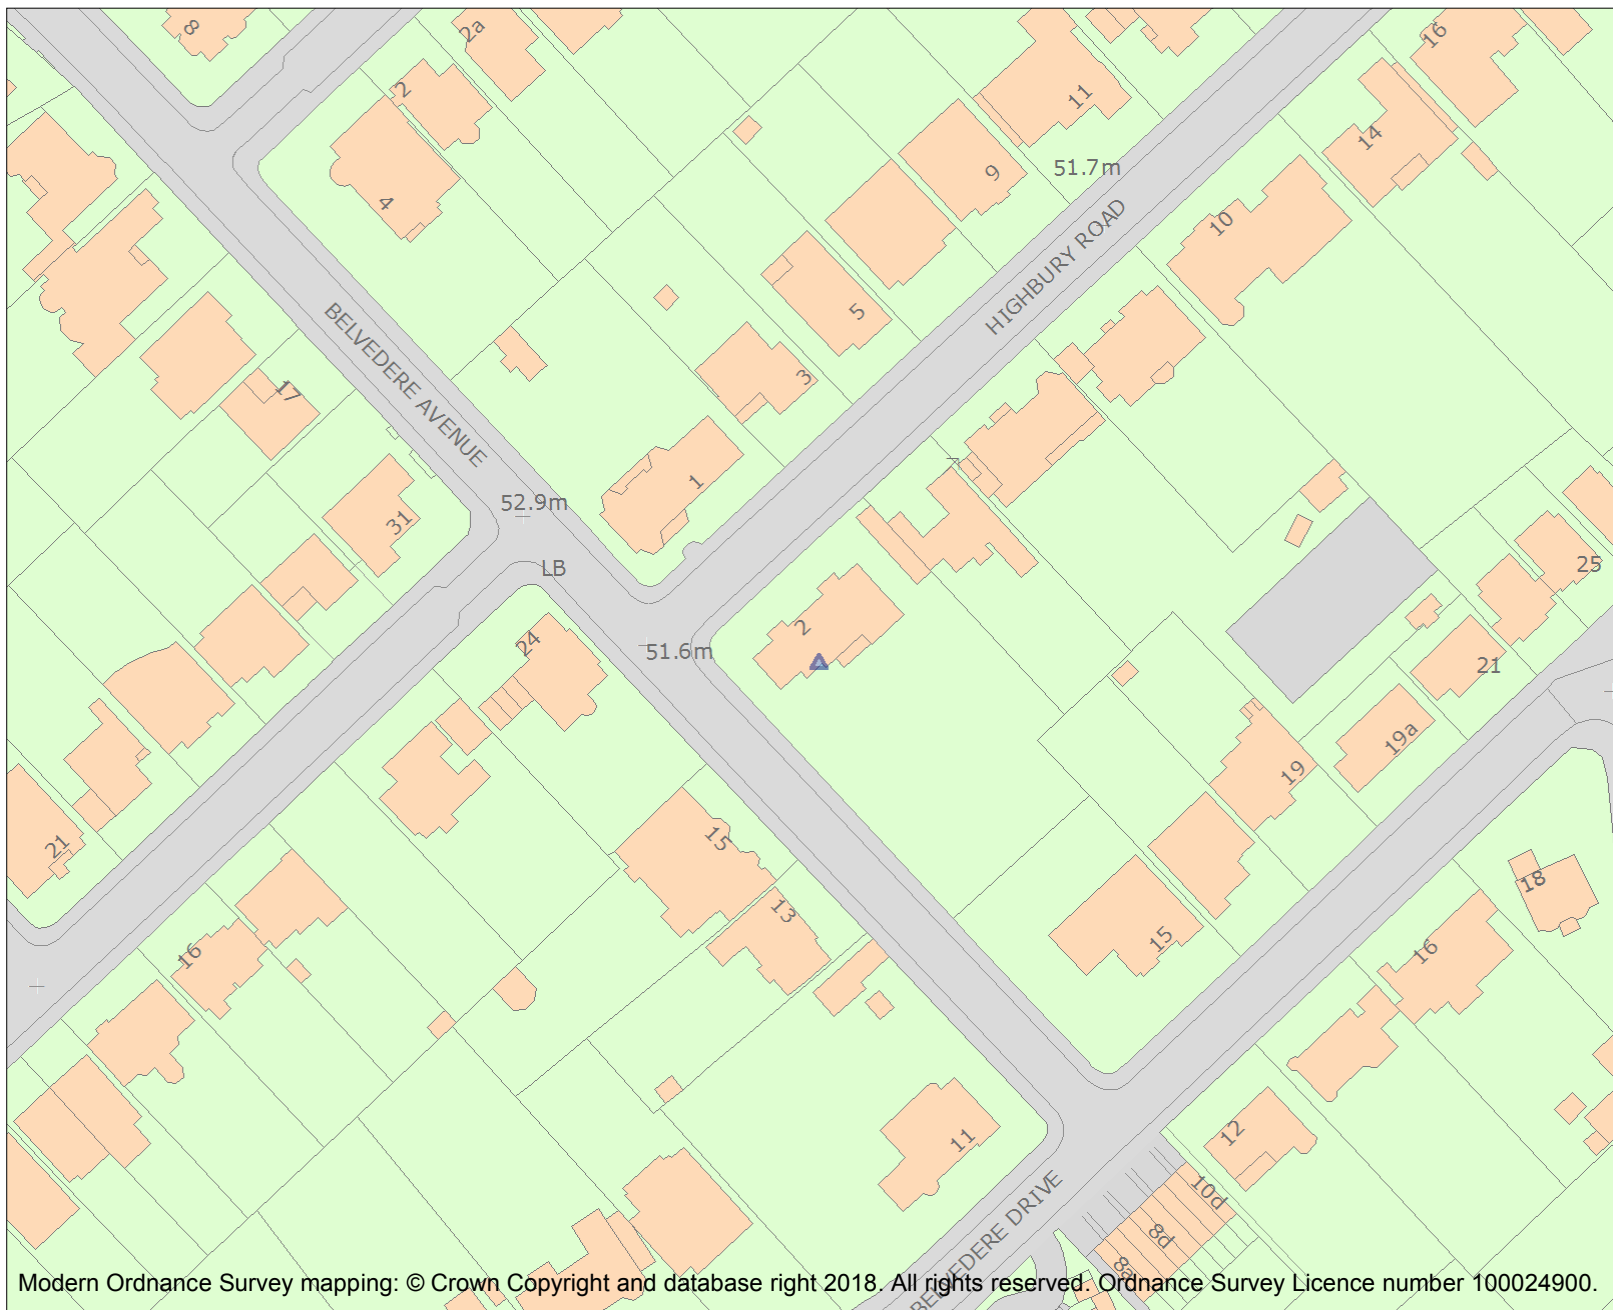 8
2a
16
2
11
14
51.7m
9
4
10
HIGHBURY ROAD
5
BELVEDERE AVENUE
3
17
1
52.9m
31
LB
25
2
24
51.6m
21
19a
19
15
21
18
13
15
16
16
12
11
10d
BELVEDERE DRIVE
8d
8a
Modern Ordnance Survey mapping: © Crown Copyright and database right 2018. All rights reserved. Ordnance Survey Licence number 100024900.